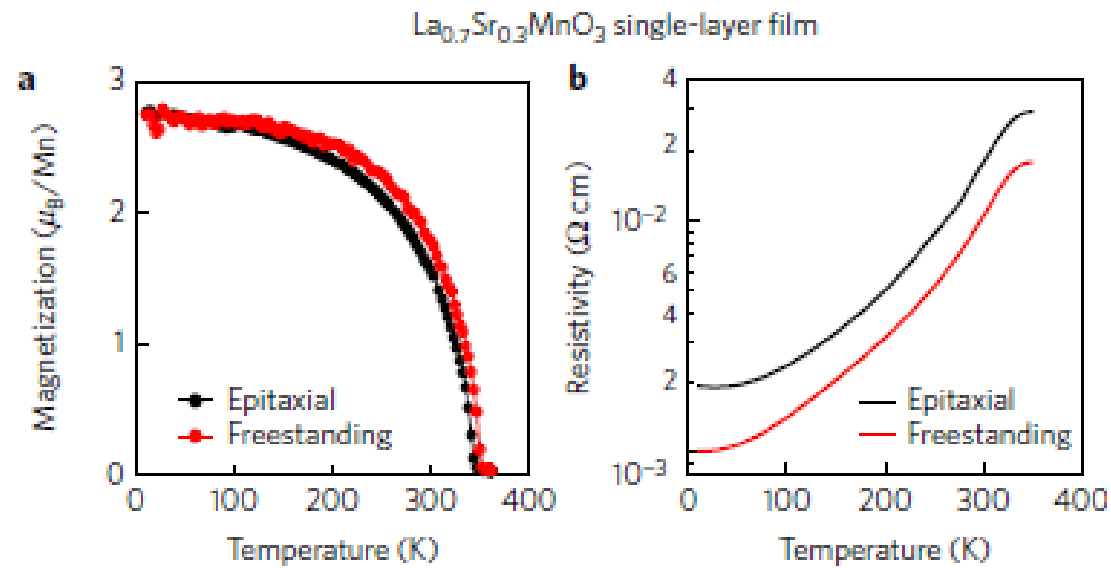 La₀.₇Sr₀.₃MnO₃ single-layer film
a
3
2
1
0
Magnetization (μB/Mn)
Epitaxial
Freestanding
0 100 200 300 400
Temperature (K)
b
4
2
10⁻²
6
4
2
10⁻³
Resistivity (Ω cm)
Epitaxial
Freestanding
0 100 200 300 400
Temperature (K)